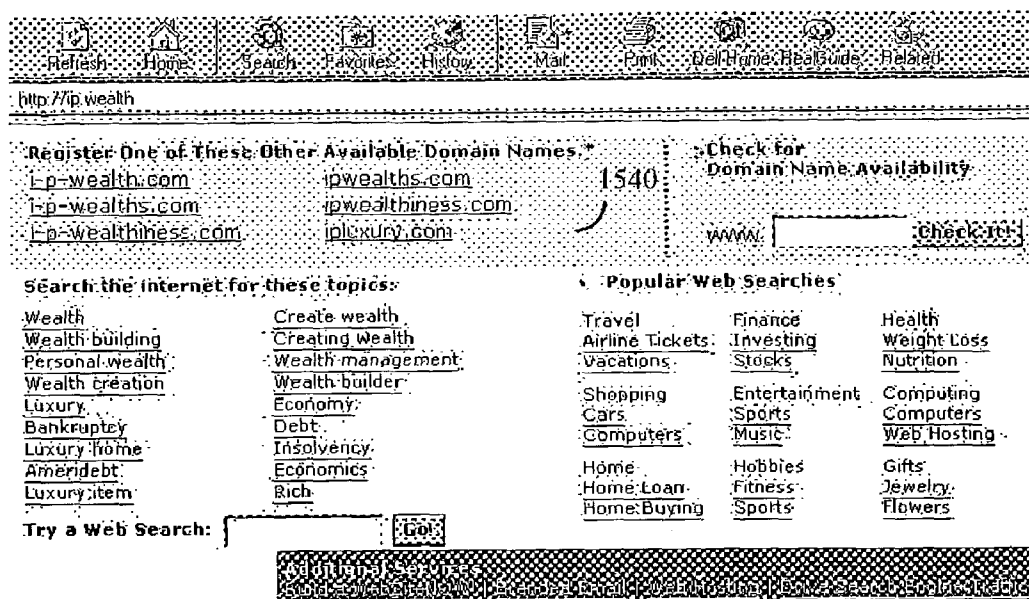 Refresh Home Search Favorites History Mail Print Dell Home RealGuide Related
http://ip.wealth
Register One of These Other Available Domain Names.*
i-p-wealth.com ipwealths.com
i-p-wealths.com ipwealthiness.com
i-p-wealthiness.com ipluxury.com
1540
Check for
Domain Name Availability
www. Check It!
Search the internet for these topics:
Wealth Create wealth
Wealth building Creating Wealth
Personal wealth Wealth management
Wealth creation Wealth builder
Luxury Economy
Bankruptcy Debt
Luxury home Insolvency
Ameridebt Economics
Luxury item Rich
Try a Web Search: Go!
Popular Web Searches
Travel Finance Health
Airline Tickets Investing Weight Loss
Vacations Stocks Nutrition
Shopping Entertainment Computing
Cars Sports Computers
Computers Music Web Hosting
Home Hobbies Gifts
Home Loan Fitness Jewelry
Home Buying Sports Flowers
Additional Services
| Branded Email | Web Hosting |